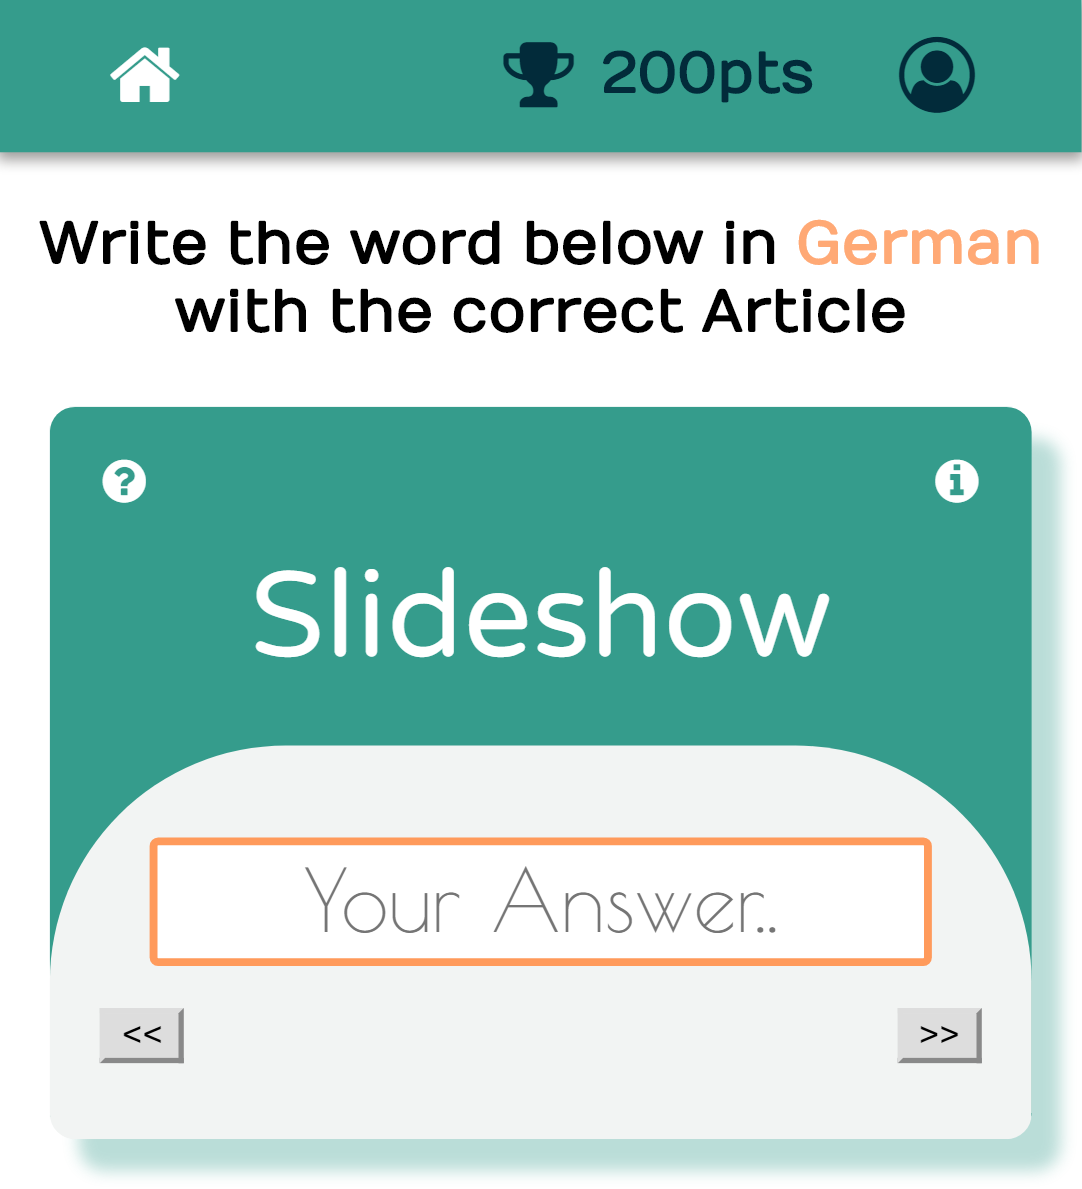 200pts
Write the word below in German
with the correct Article
?
i
Slideshow
Your Answer..
<< >>